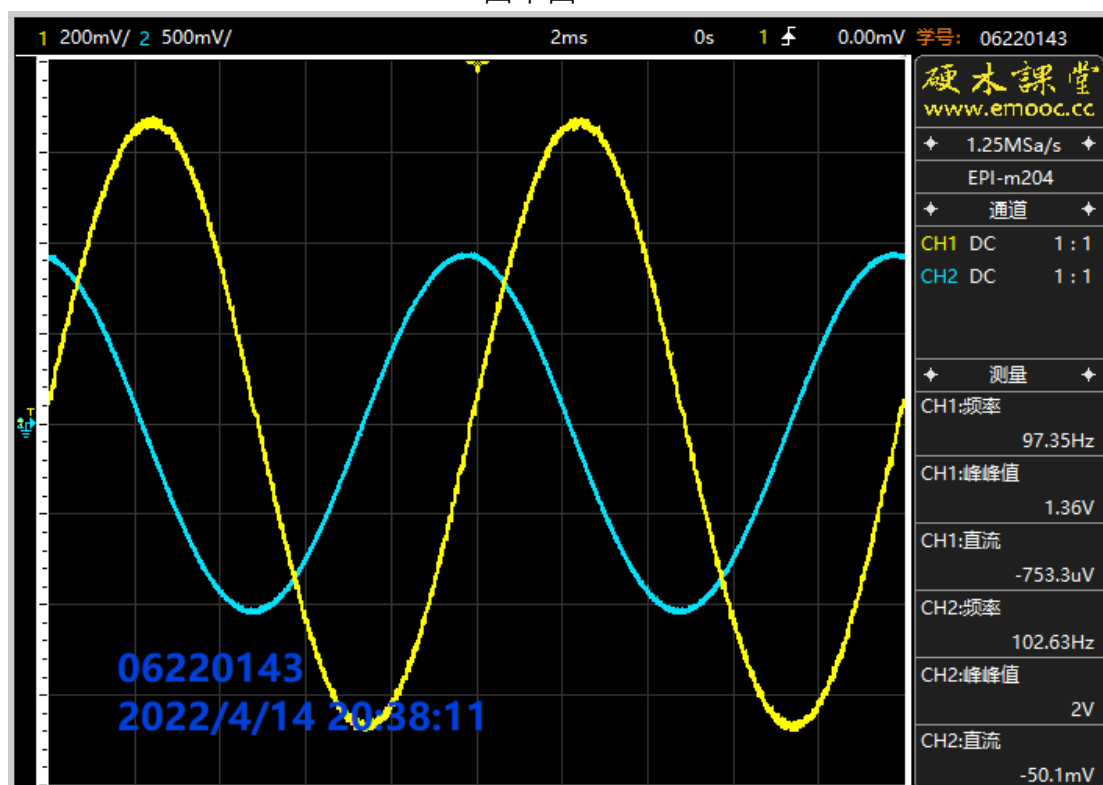 1 200mV/ 2 500mV/ 2ms 0s 1 0.00mV 学号: 06220143
硬木課堂
www.emooc.cc
1.25MSa/s
EPI-m204
通道
CH1 DC 1 : 1
CH2 DC 1 : 1
测量
CH1:频率
97.35Hz
CH1:峰峰值
1.36V
CH1:直流
-753.3uV
CH2:频率
102.63Hz
CH2:峰峰值
2V
CH2:直流
-50.1mV
T
06220143
2022/4/14 20:38:11